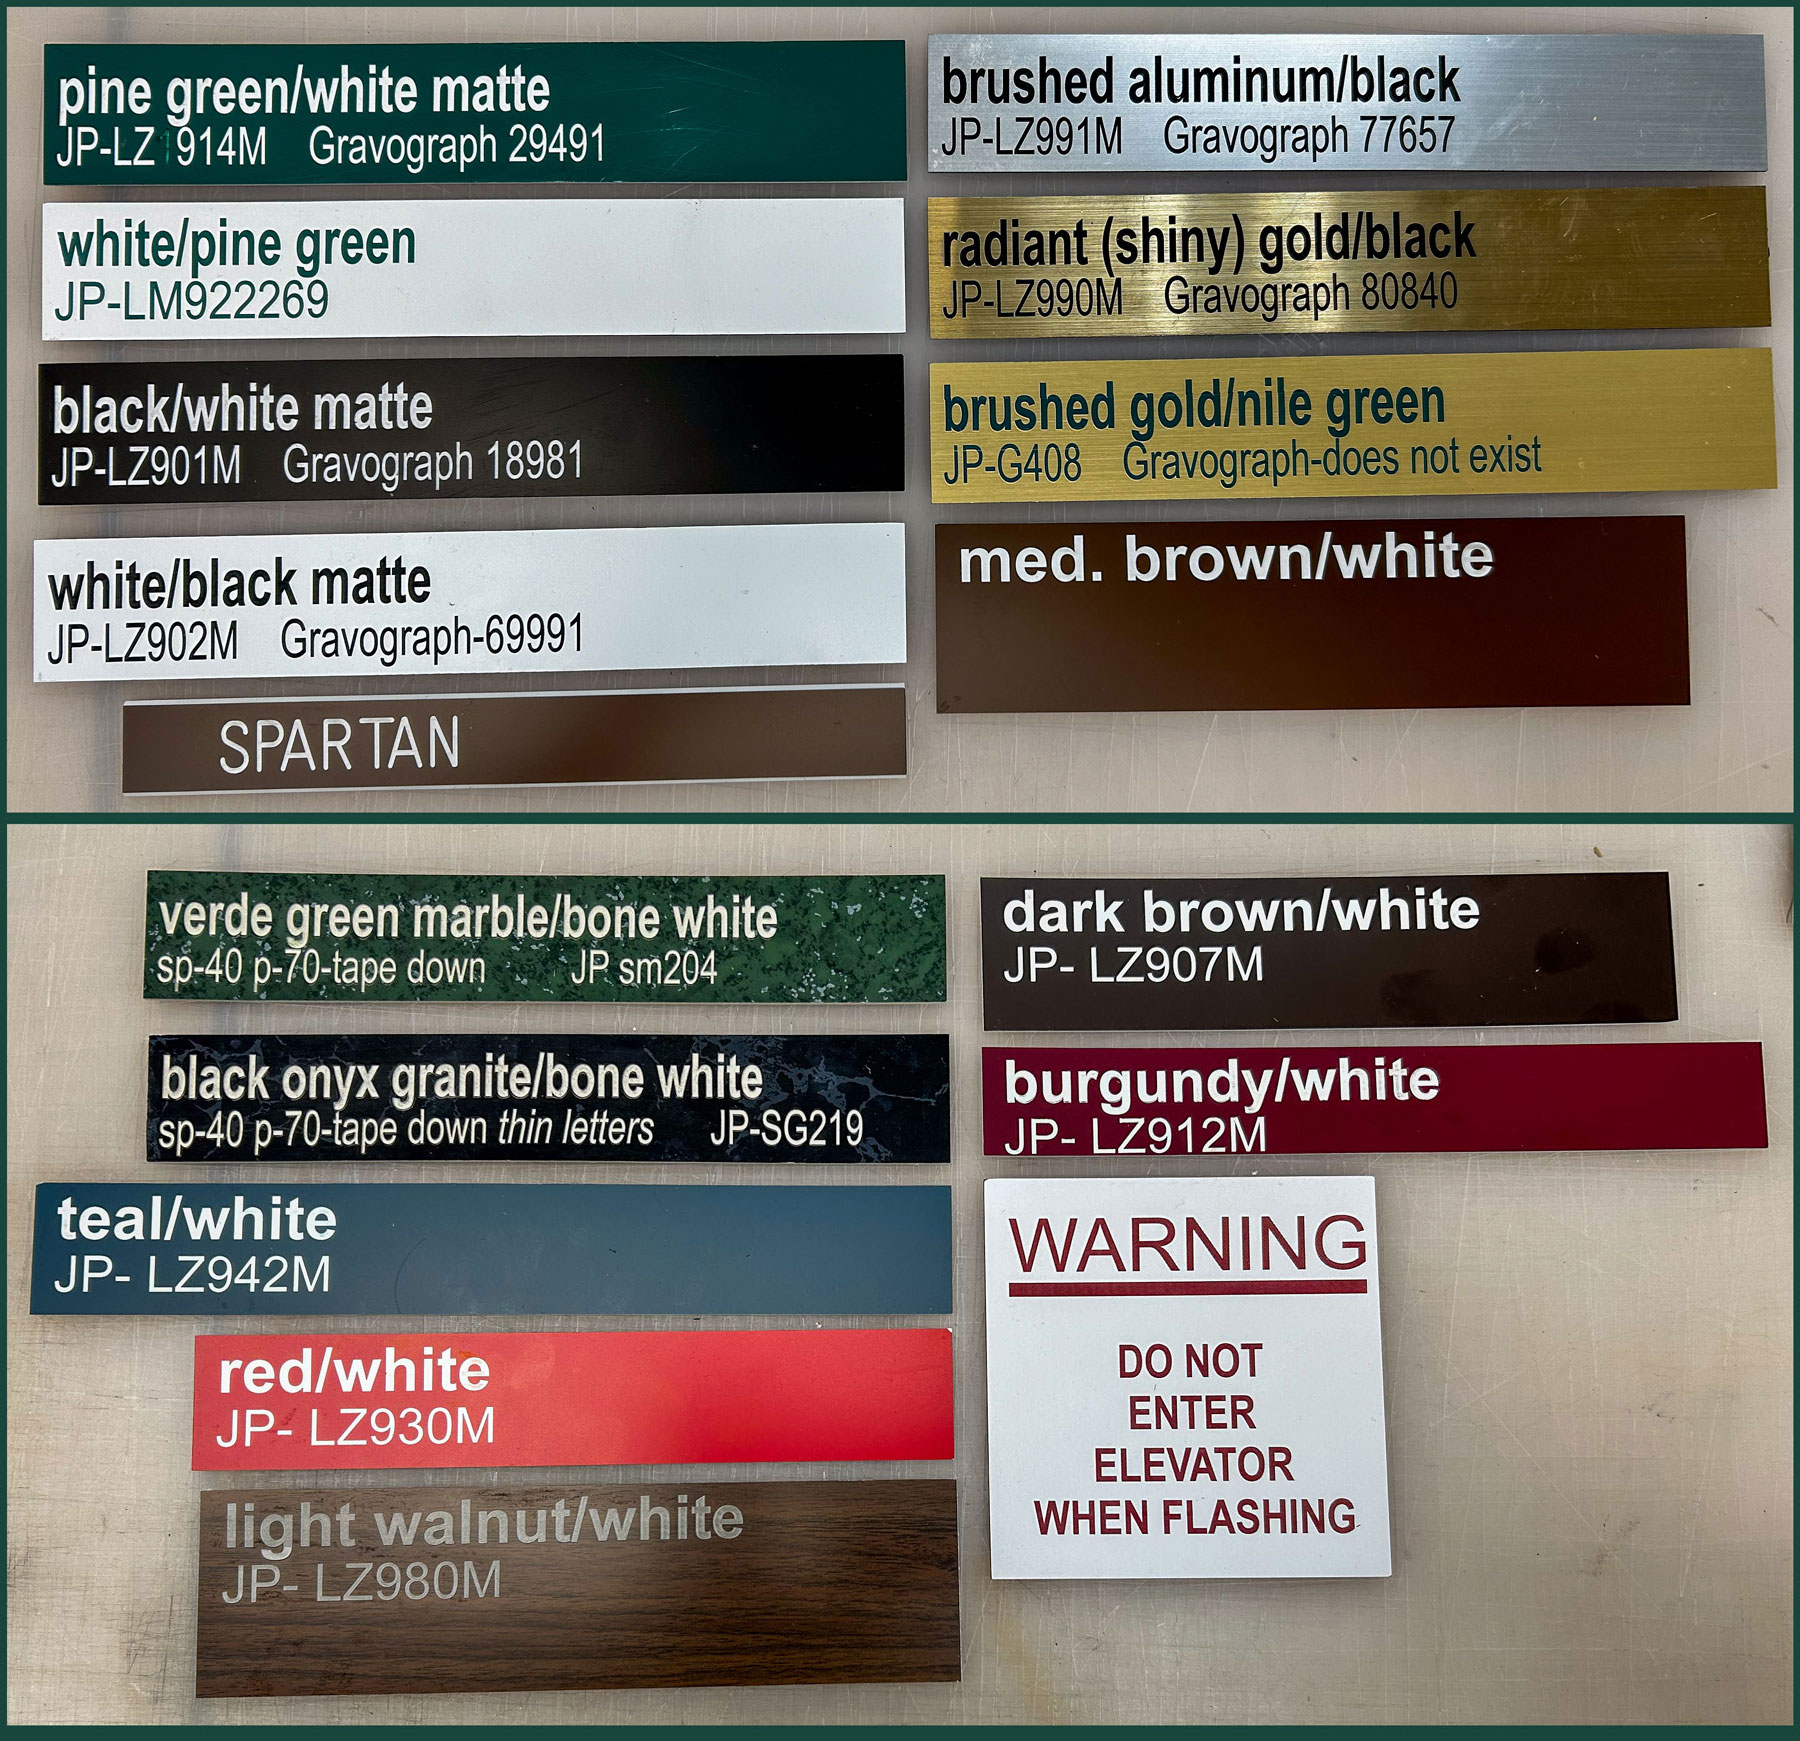 pine green/white matte
JP-LZ 914M Gravograph 29491
white/pine green
JP-LM922269
black/white matte
JP-LZ901M Gravograph 18981
white/black matte
JP-LZ902M Gravograph-69991
SPARTAN
brushed aluminum/black
JP-LZ991M Gravograph 77657
radiant (shiny) gold/black
JP-LZ990M Gravograph 80840
brushed gold/nile green
JP-G408 Gravograph-does not exist
med. brown/white
verde green marble/bone white
sp-40 p-70-tape down JP sm204
black onyx granite/bone white
sp-40 p-70-tape down thin letters JP-SG219
teal/white
JP- LZ942M
red/white
JP- LZ930M
light walnut/white
JP- LZ980M
dark brown/white
JP- LZ907M
burgundy/white
JP- LZ912M
WARNING
DO NOT
ENTER
ELEVATOR
WHEN FLASHING